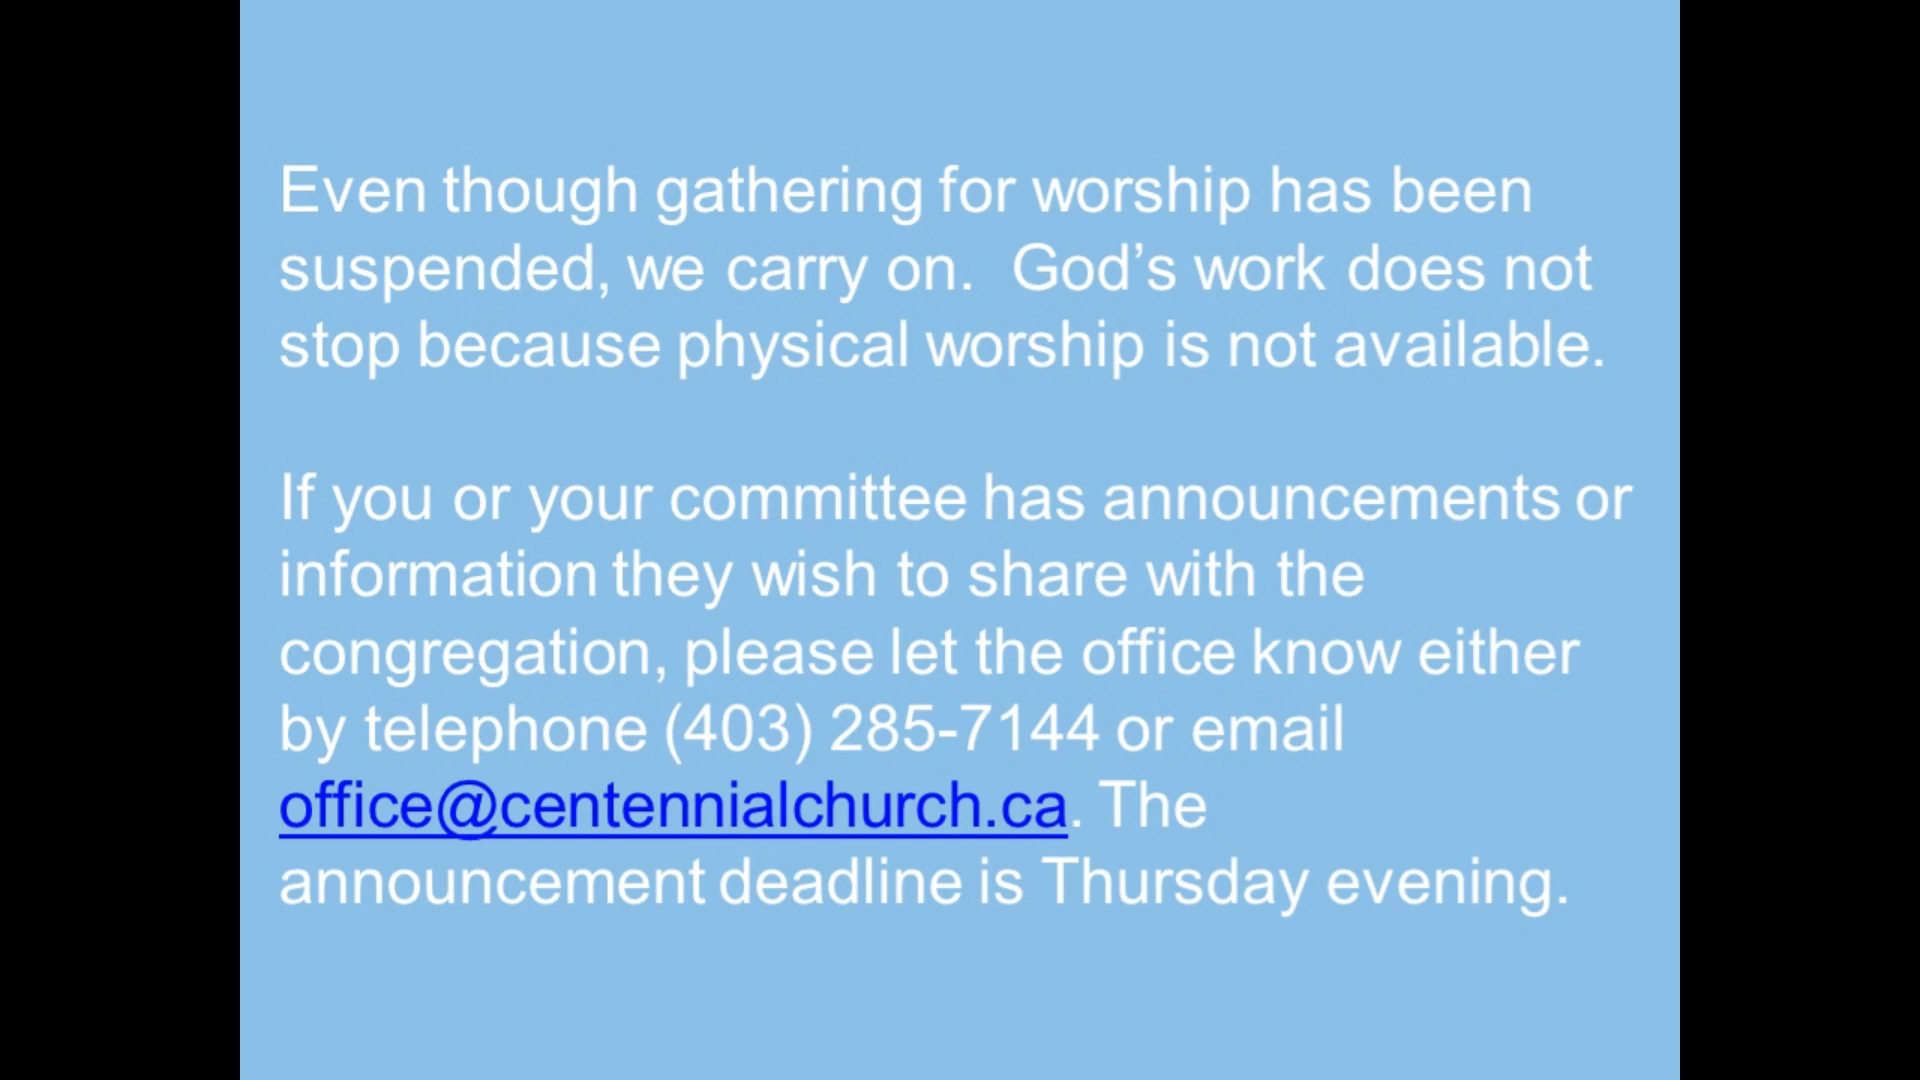 Even though gathering for worship has been
suspended, we carry on.  God’s work does not
stop because physical worship is not available.
If you or your committee has announcements or
information they wish to share with the
congregation, please let the office know either
by telephone (403) 285-7144 or email
office@centennialchurch.ca. The
announcement deadline is Thursday evening.